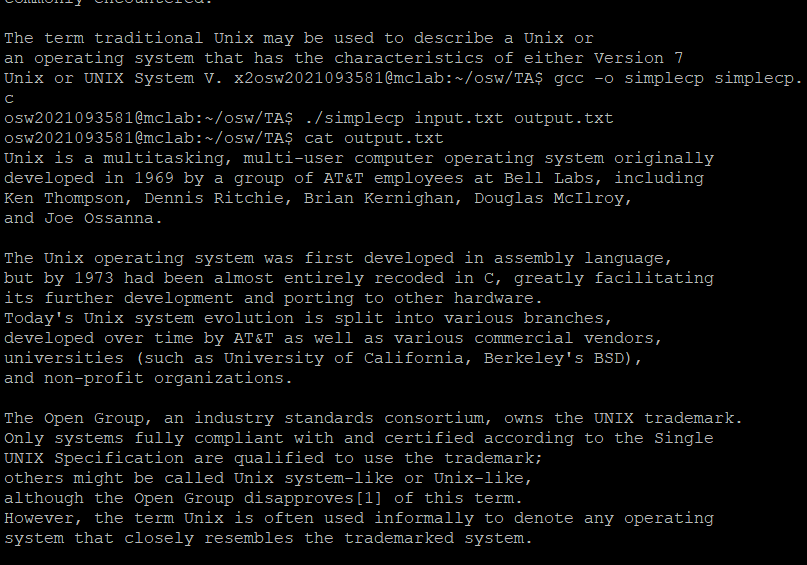 commonly encountered.

The term traditional Unix may be used to describe a Unix or
an operating system that has the characteristics of either Version 7
Unix or UNIX System V. x2osw2021093581@mclab:~/osw/TA$ gcc -o simplecp simplecp.
c
osw2021093581@mclab:~/osw/TA$ ./simplecp input.txt output.txt
osw2021093581@mclab:~/osw/TA$ cat output.txt
Unix is a multitasking, multi-user computer operating system originally
developed in 1969 by a group of AT&T employees at Bell Labs, including
Ken Thompson, Dennis Ritchie, Brian Kernighan, Douglas McIlroy,
and Joe Ossanna.

The Unix operating system was first developed in assembly language,
but by 1973 had been almost entirely recoded in C, greatly facilitating
its further development and porting to other hardware.
Today's Unix system evolution is split into various branches,
developed over time by AT&T as well as various commercial vendors,
universities (such as University of California, Berkeley's BSD),
and non-profit organizations.

The Open Group, an industry standards consortium, owns the UNIX trademark.
Only systems fully compliant with and certified according to the Single
UNIX Specification are qualified to use the trademark;
others might be called Unix system-like or Unix-like,
although the Open Group disapproves[1] of this term.
However, the term Unix is often used informally to denote any operating
system that closely resembles the trademarked system.